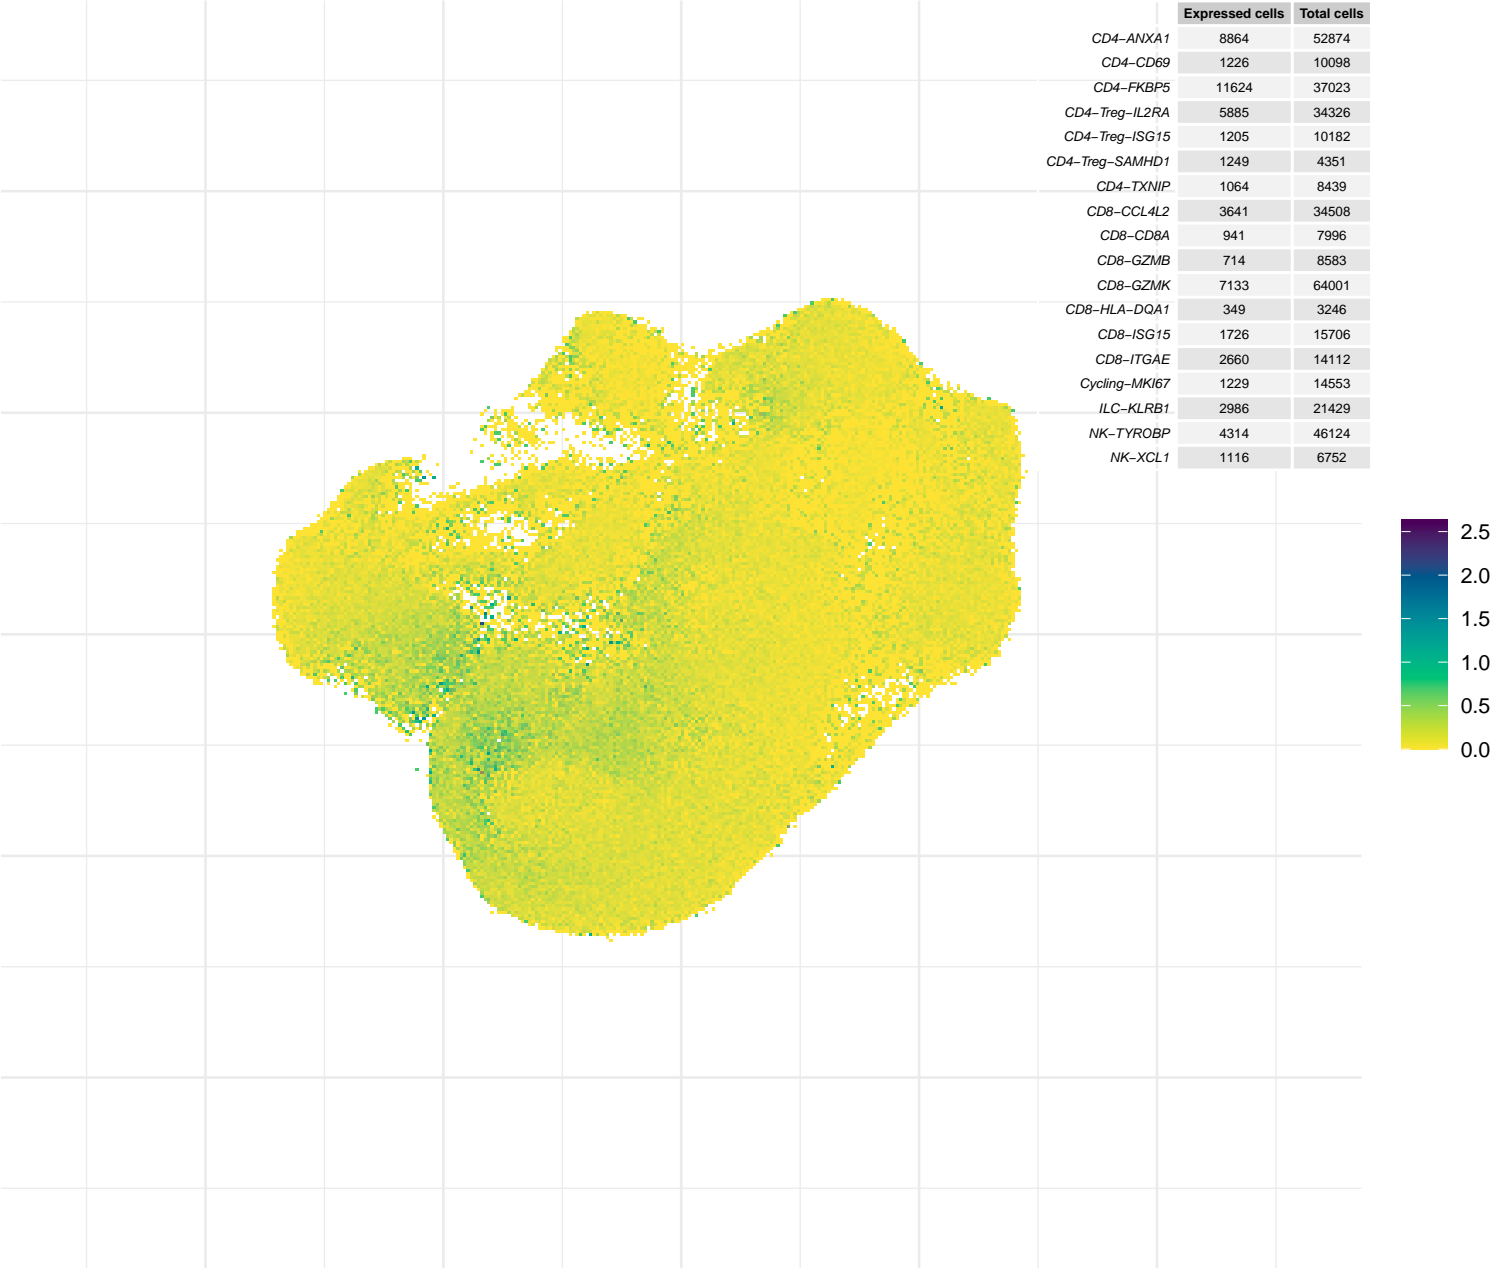 Expressed cells Total cells
CD4−ANXA1 8864 52874
CD4−CD69 1226 10098
CD4−FKBP5 11624 37023
CD4−Treg−IL2RA 5885 34326
CD4−Treg−ISG15 1205 10182
CD4−Treg−SAMHD1 1249 4351
CD4−TXNIP 1064 8439
CD8−CCL4L2 3641 34508
CD8−CD8A 941 7996
CD8−GZMB 714 8583
CD8−GZMK 7133 64001
CD8−HLA−DQA1 349 3246
CD8−ISG15 1726 15706
CD8−ITGAE 2660 14112
Cycling−MKI67 1229 14553
ILC−KLRB1 2986 21429
NK−TYROBP 4314 46124
NK−XCL1 1116 6752
2.5
2.0
1.5
1.0
0.5
0.0